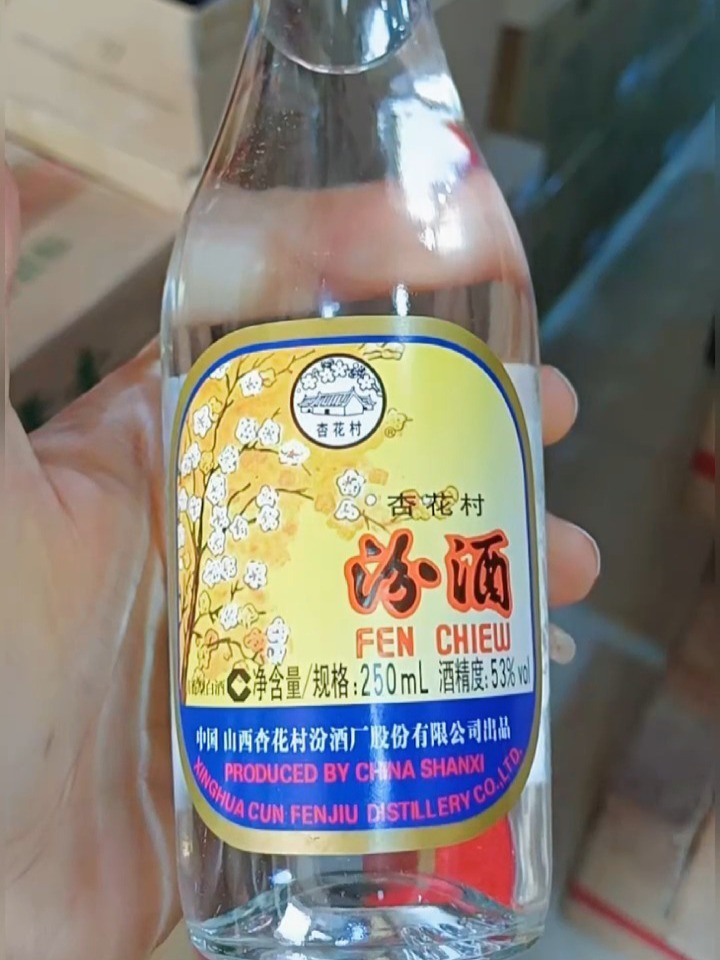 杏花村
®
杏花村
汾酒
FEN CHIEW
净含量/规格:250mL 酒精度:53%vol
中国 山西杏花村汾酒厂股份有限公司出品
PRODUCED BY CHINA SHANXI
XINGHUA CUN FENJIU DISTILLERY CO.,LTD.